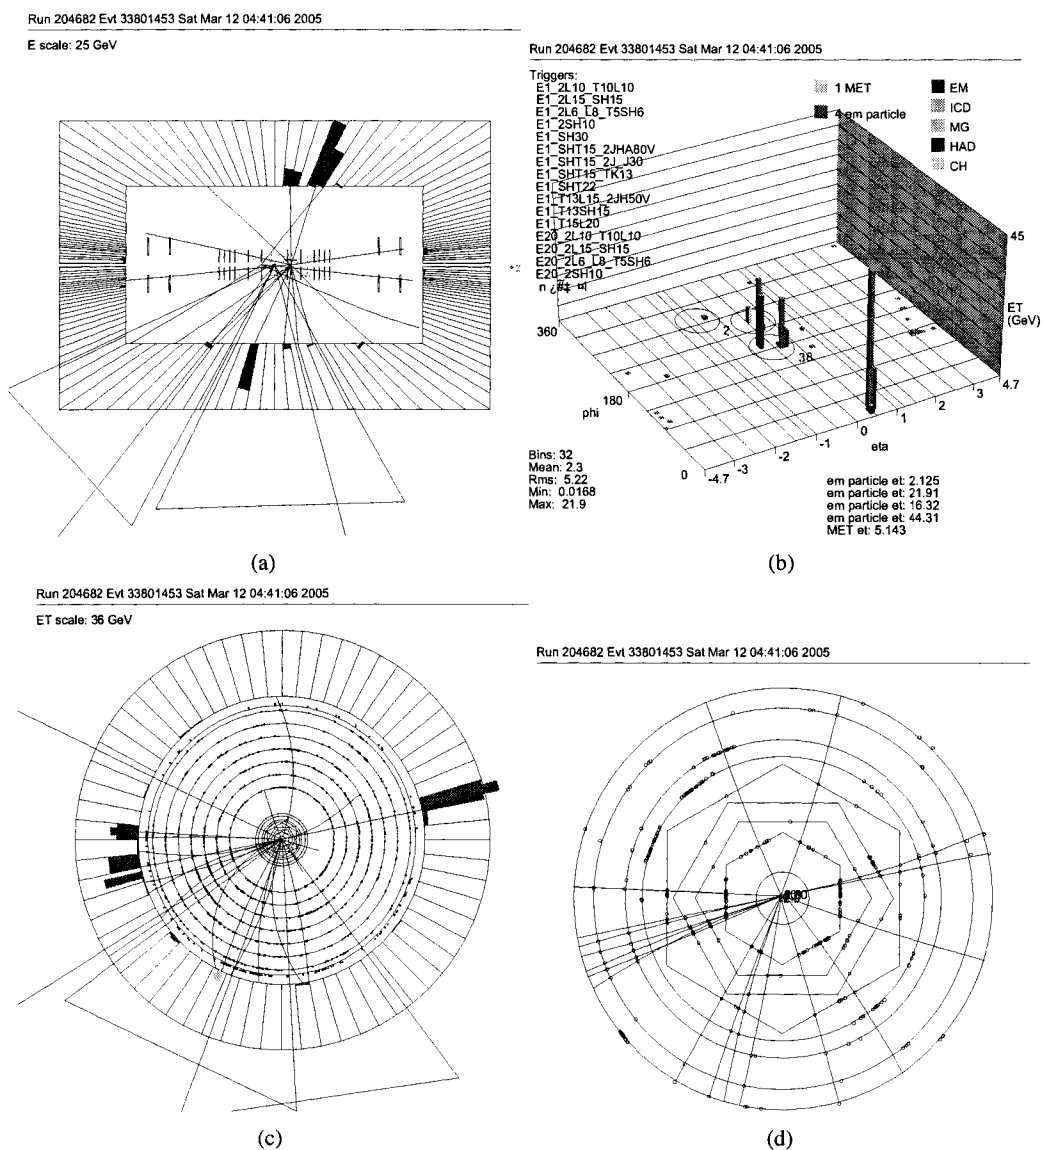 Run 204682 Evt 33801453 Sat Mar 12 04:41:06 2005
E scale: 25 GeV
(a)
Run 204682 Evt 33801453 Sat Mar 12 04:41:06 2005
Triggers:
E1_2L10_T10L10
E1_2L15_SH15
E1_2L6_L8_T5SH6
E1_2SH10
E1_SH30
E1_SHT15_2JHA80V
E1_SHT15_2J_J30
E1_SHT15_TK13
E1_SHT22
E1_T13L15_2JH50V
E1_T13SH15
E1_T15L20
E20_2L10_T10L10
E20_2L15_SH15
E20_2L6_L8_T5SH6
E20_2SH10
1 MET
4 em particle
EM
ICD
MG
HAD
CH
45
ET
(GeV)
360
2
38
180
phi
0
-4.7
-3
-2
-1
0
1
2
3
4.7
eta
Bins: 32
Mean: 2.3
Rms: 5.22
Min: 0.0168
Max: 21.9
em particle et: 2.125
em particle et: 21.91
em particle et: 16.32
em particle et: 44.31
MET et: 5.143
(b)
Run 204682 Evt 33801453 Sat Mar 12 04:41:06 2005
ET scale: 36 GeV
(c)
Run 204682 Evt 33801453 Sat Mar 12 04:41:06 2005
(d)